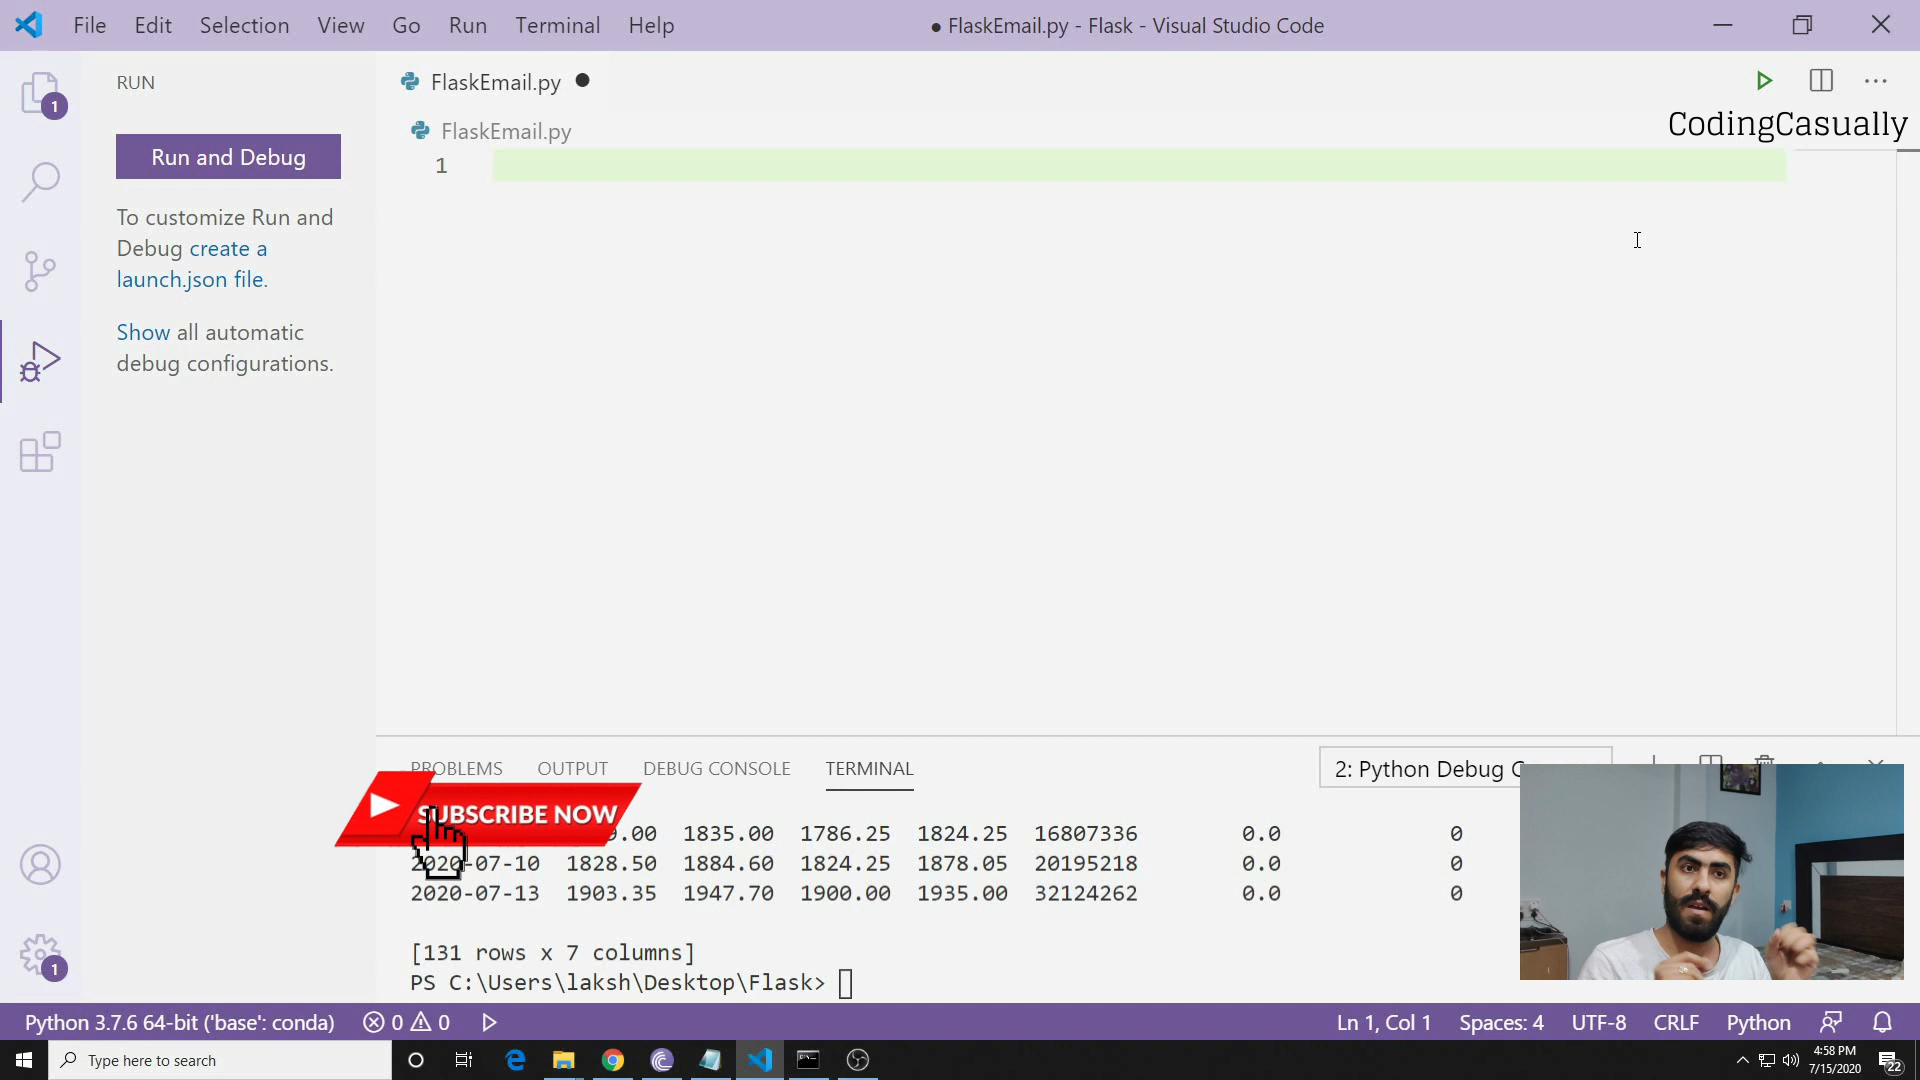 File Edit Selection View Go Run Terminal Help ● FlaskEmail.py - Flask - Visual Studio Code
RUN
FlaskEmail.py
CodingCasually
FlaskEmail.py
Run and Debug
1
To customize Run and
Debug create a
launch.json file.
Show all automatic
debug configurations.
1
PROBLEMS OUTPUT DEBUG CONSOLE TERMINAL 2: Python Debug
SUBSCRIBE NOW
.00 1835.00 1786.25 1824.25 16807336 0.0 0
2020-07-10 1828.50 1884.60 1824.25 1878.05 20195218 0.0 0
2020-07-13 1903.35 1947.70 1900.00 1935.00 32124262 0.0 0
[131 rows x 7 columns]
PS C:\Users\laksh\Desktop\Flask>
1
Python 3.7.6 64-bit ('base': conda) 0 0 Ln 1, Col 1 Spaces: 4 UTF-8 CRLF Python
Type here to search
4:58 PM
7/15/2020
22